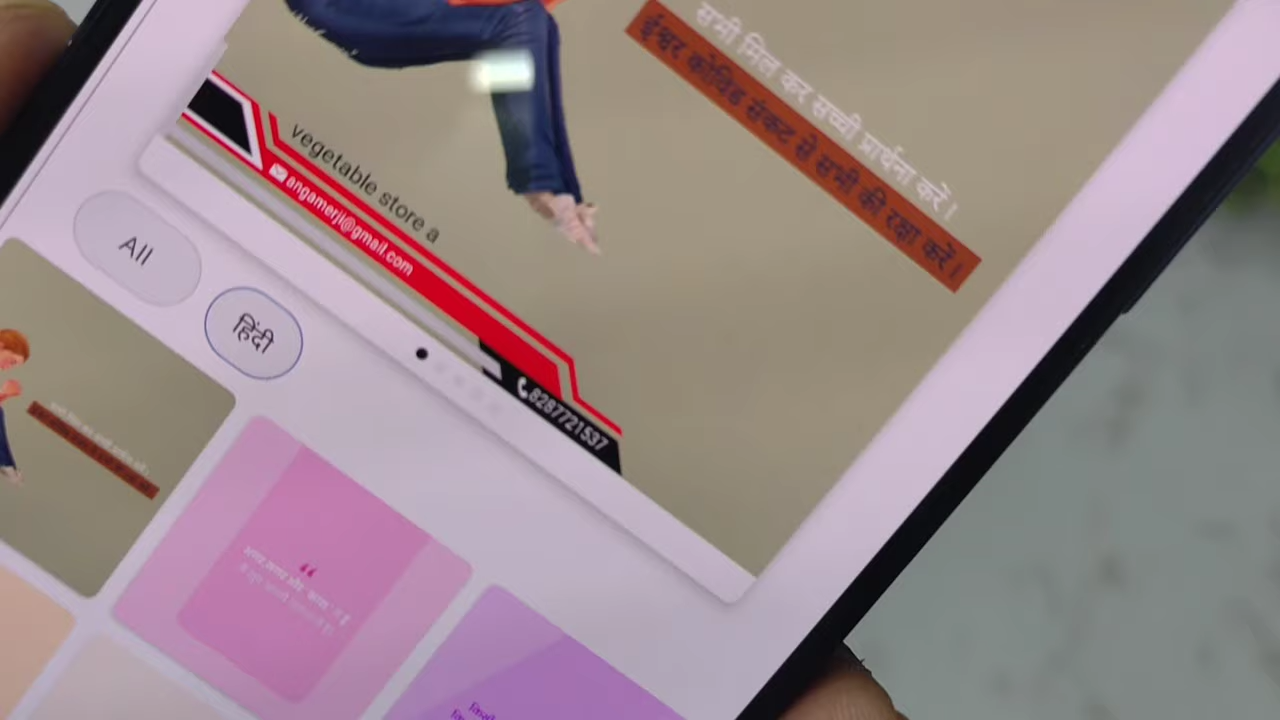 सभी मिल कर सच्ची प्रार्थना करें।
ईश्वर कोविड संकट से सभी की रक्षा करें।
vegetable store a
angamerji@gmail.com
8287721537
All
हिंदी